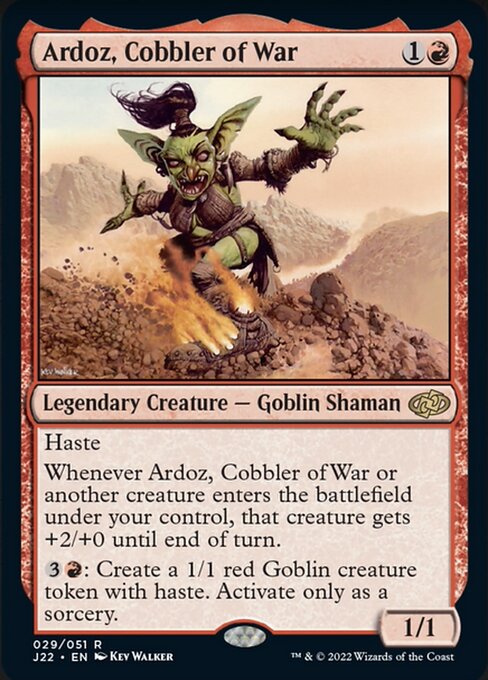 Ardoz, Cobbler of War 1
KEV WALKER
Legendary Creature — Goblin Shaman
Haste
Whenever Ardoz, Cobbler of War or
another creature enters the battlefield
under your control, that creature gets
+2/+0 until end of turn.
3: Create a 1/1 red Goblin creature
token with haste. Activate only as a
sorcery.
1/1
029/051 R
J22 • EN Kev Walker
™ & © 2022 Wizards of the Coast